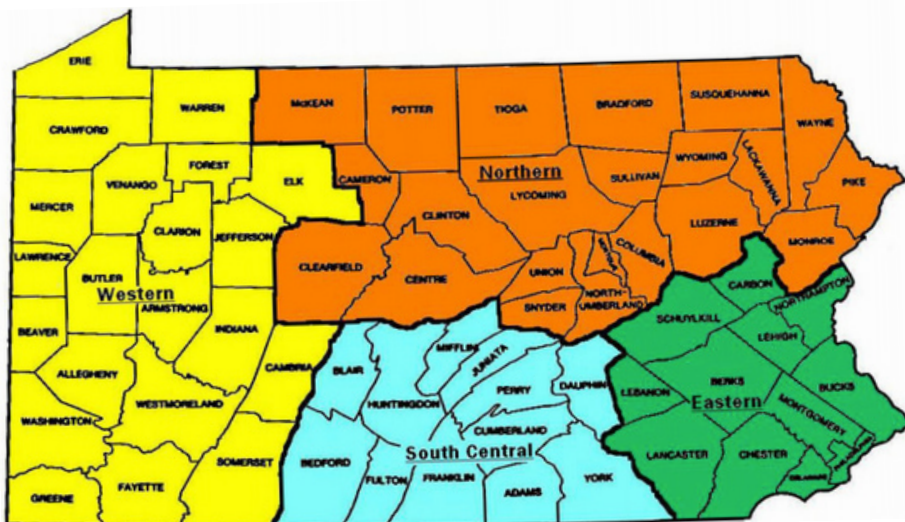 ERIE
WARREN
CRAWFORD
FOREST
VENANGO
ELK
MERCER
CLARION
JEFFERSON
LAWRENCE
BUTLER
Western
ARMSTRONG
BEAVER
INDIANA
ALLEGHENY
CAMBRIA
WESTMORELAND
WASHINGTON
SOMERSET
FAYETTE
GREENE
McKEAN
POTTER
TIOGA
BRADFORD
SUSQUEHANNA
WAYNE
WYOMING
LACKAWANNA
CAMERON
Northern
SULLIVAN
PIKE
LYCOMING
CLINTON
LUZERNE
COLUMBIA
MONROE
CLEARFIELD
CENTRE
UNION
SNYDER
NORTH-
UMBERLAND
BLAIR
MIFFLIN
JUNIATA
HUNTINGDON
PERRY
DAUPHIN
CUMBERLAND
South Central
BEDFORD
FULTON
FRANKLIN
ADAMS
YORK
CARBON
NORTHAMPTON
SCHUYLKILL
LEHIGH
LEBANON
BERKS
BUCKS
Eastern
MONTGOMERY
LANCASTER
CHESTER
DELAWARE